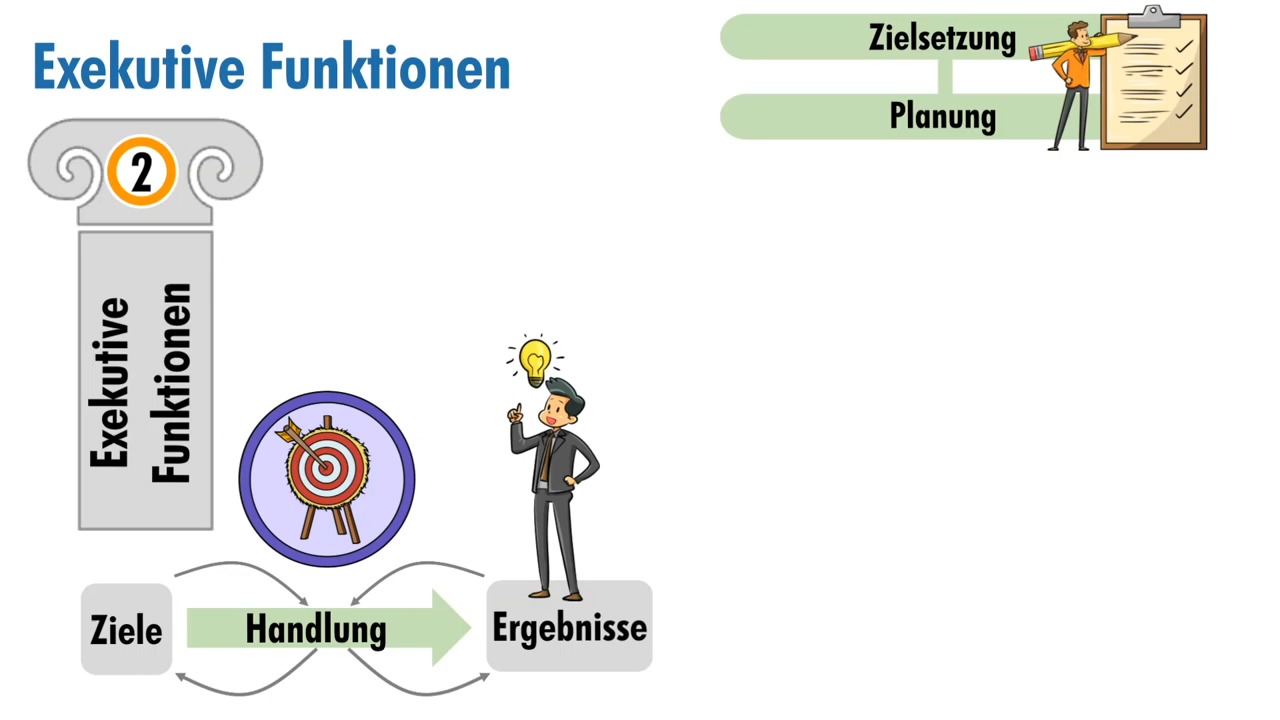 Exekutive Funktionen
2
Exekutive
Funktionen
Ziele
Handlung
Ergebnisse
Zielsetzung
Planung